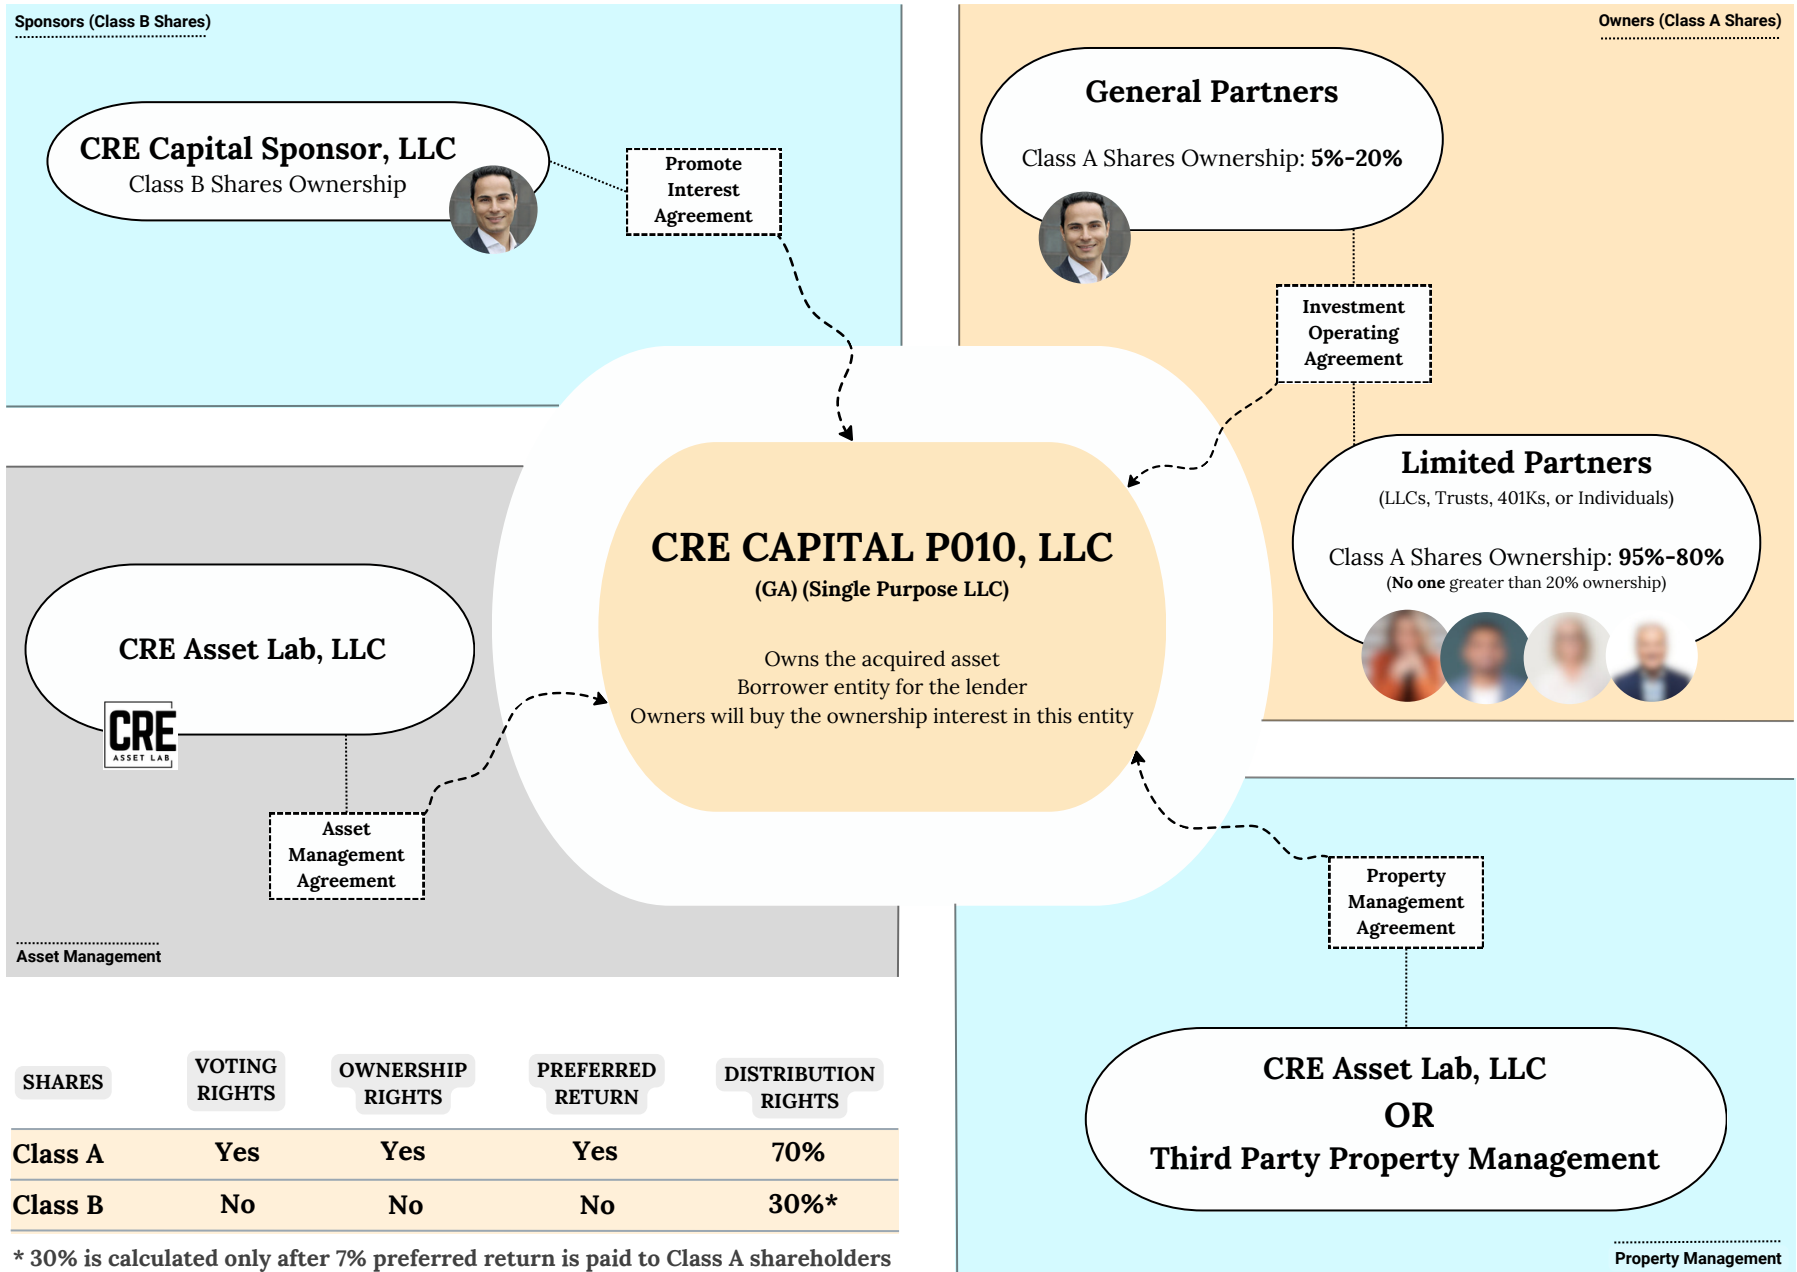 Sponsors (Class B Shares)
CRE Capital Sponsor, LLC
Class B Shares Ownership
Promote
Interest
Agreement
Owners (Class A Shares)
General Partners
Class A Shares Ownership: 5%-20%
Investment
Operating
Agreement
Limited Partners
(LLCs, Trusts, 401Ks, or Individuals)
Class A Shares Ownership: 95%-80%
(No one greater than 20% ownership)
CRE CAPITAL P010, LLC
(GA) (Single Purpose LLC)
Owns the acquired asset
Borrower entity for the lender
Owners will buy the ownership interest in this entity
CRE Asset Lab, LLC
CRE
ASSET LAB
Asset
Management
Agreement
Asset Management
Property
Management
Agreement
CRE Asset Lab, LLC
OR
Third Party Property Management
Property Management
SHARES VOTING RIGHTS OWNERSHIP RIGHTS PREFERRED RETURN DISTRIBUTION RIGHTS
Class A Yes Yes Yes 70%
Class B No No No 30%*
* 30% is calculated only after 7% preferred return is paid to Class A shareholders